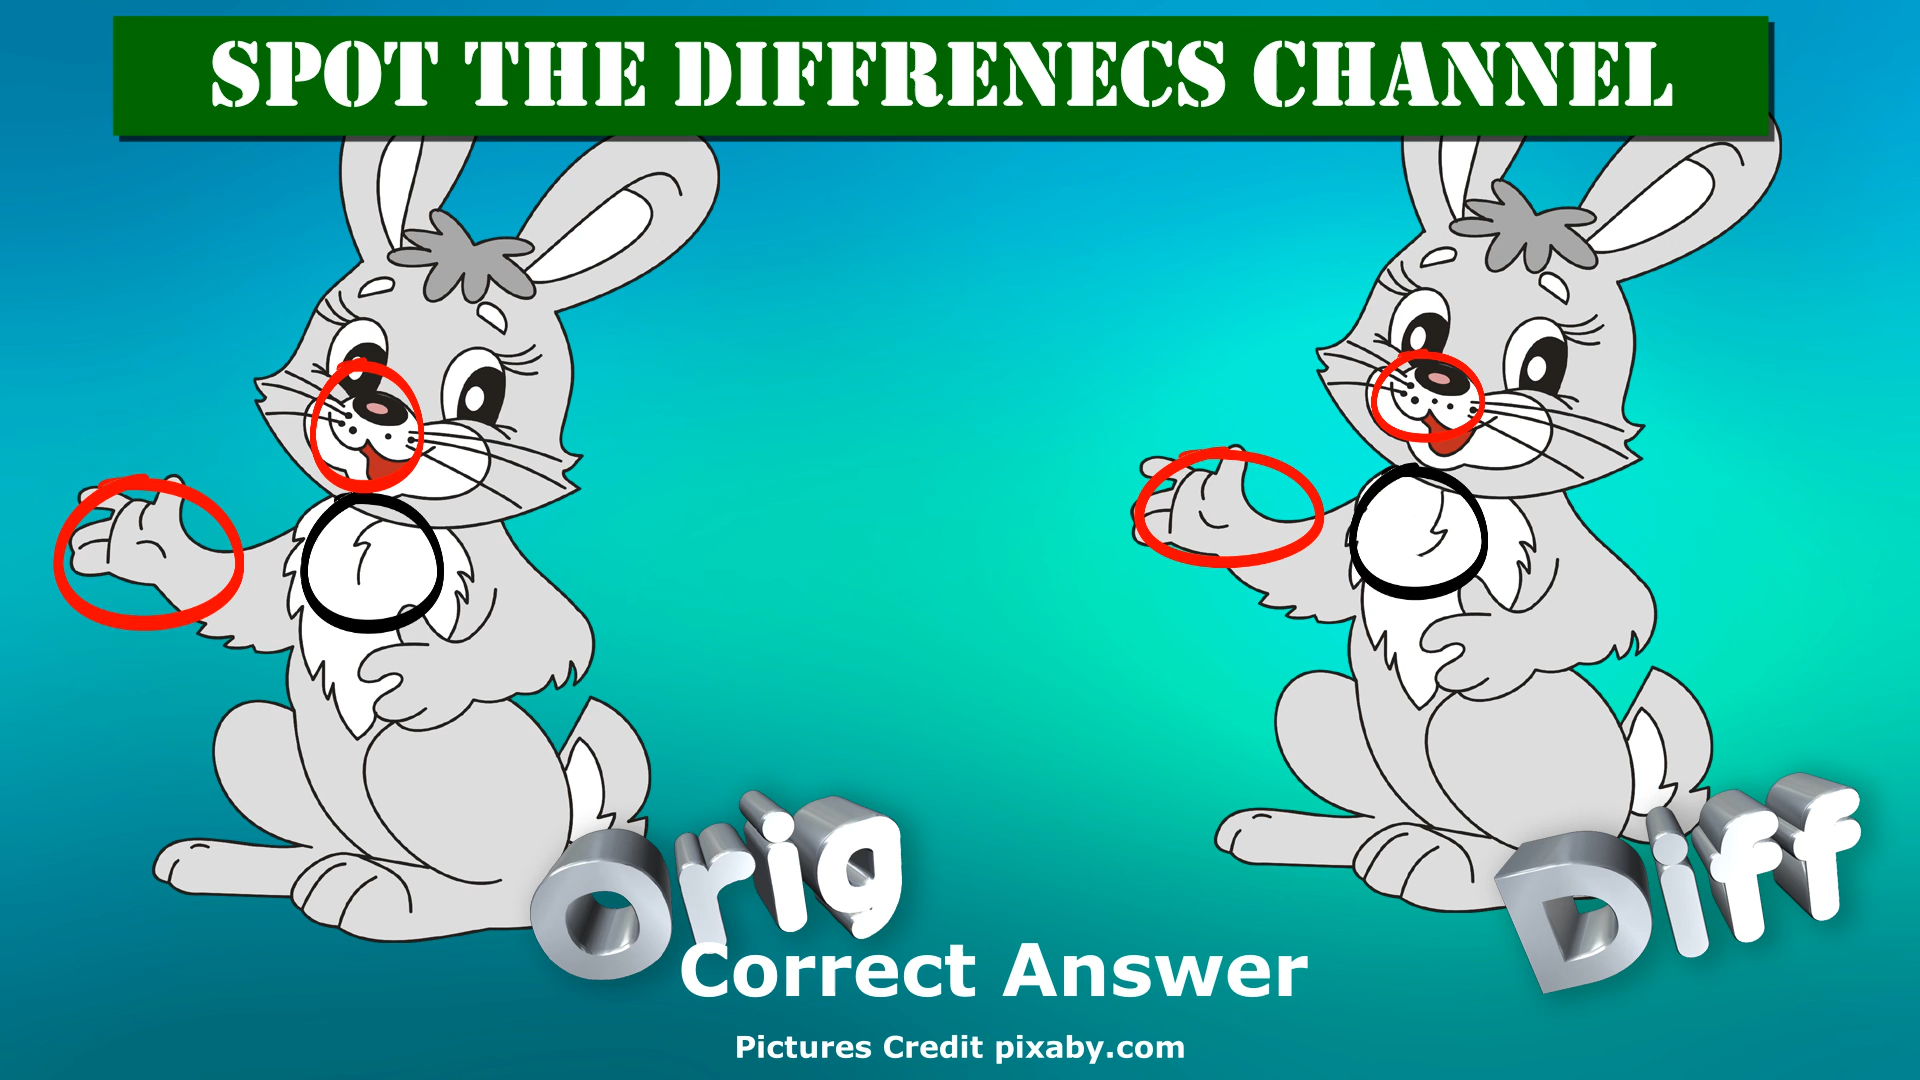 SPOT THE DIFFRENECS CHANNEL
Orig
Diff
Correct Answer
Pictures Credit pixaby.com